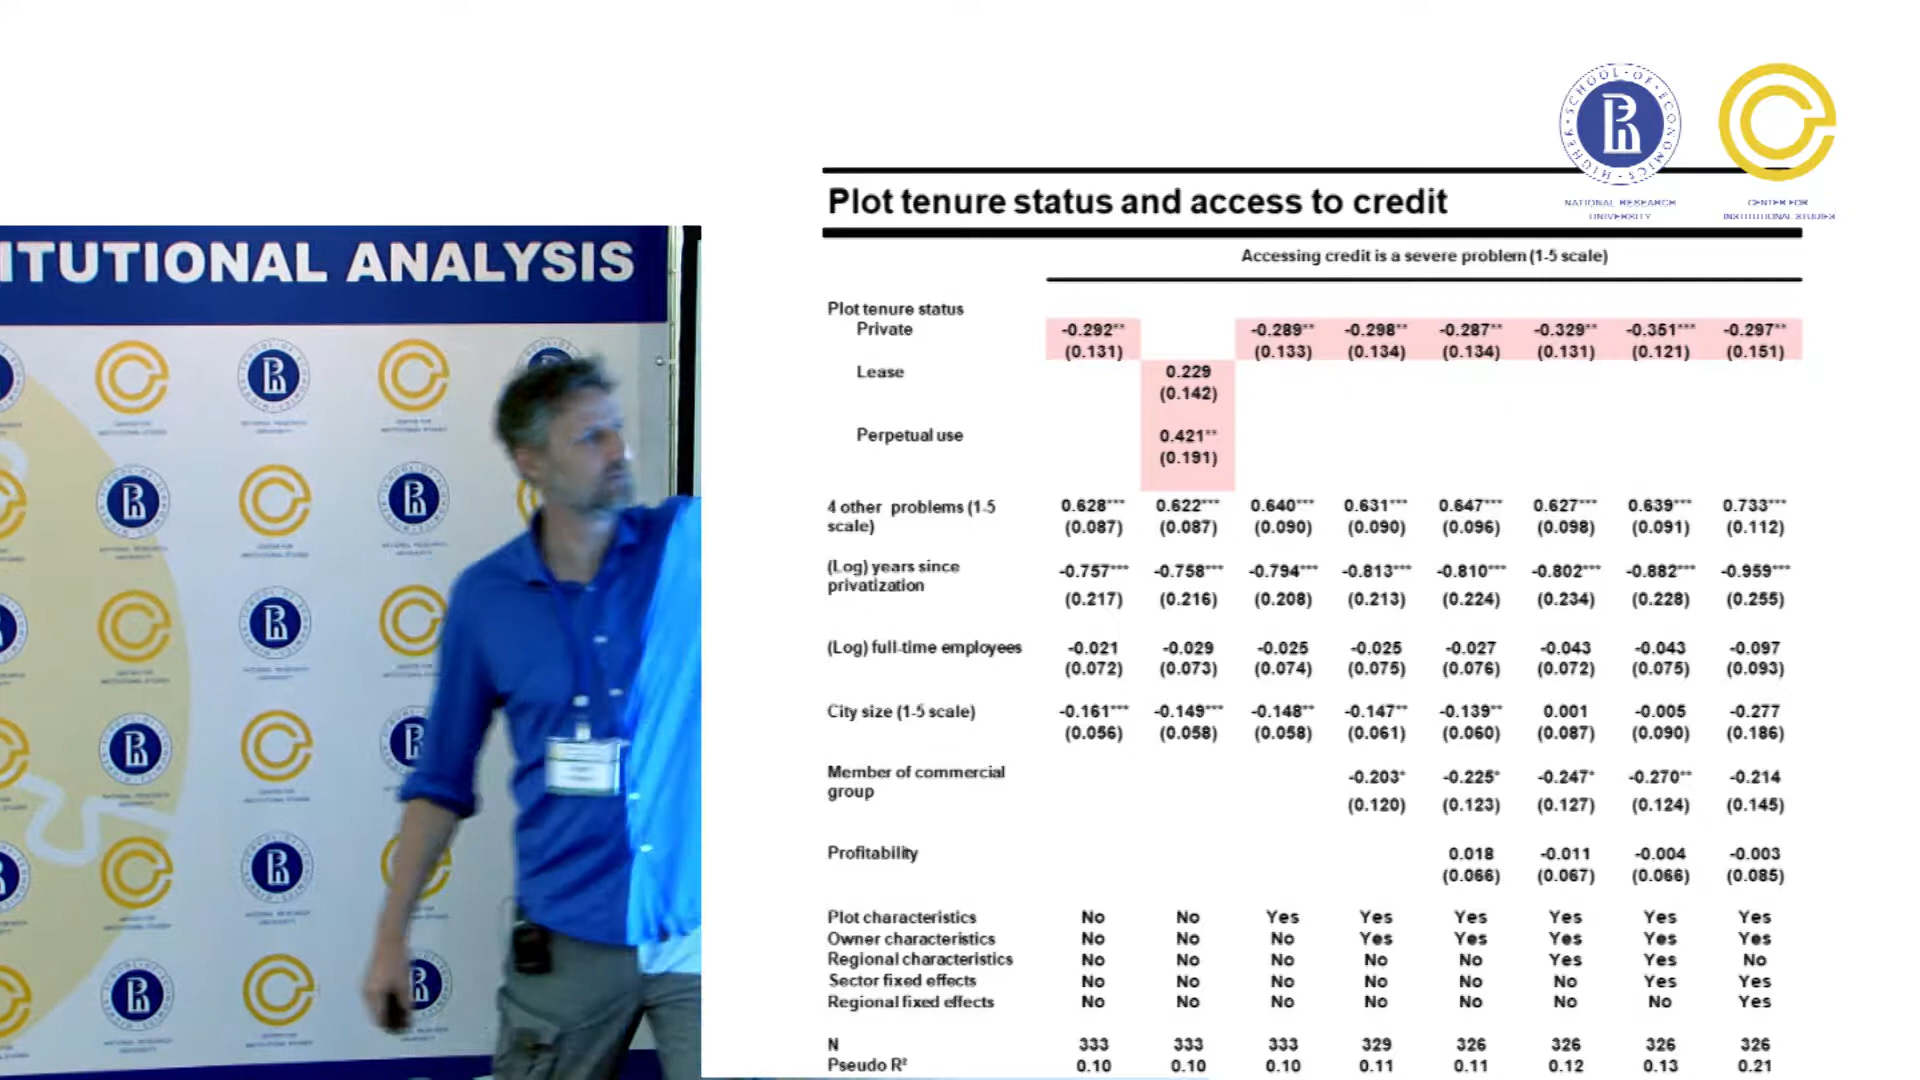 ITUTIONAL ANALYSIS
HIGHER · SCHOOL · OF · ECONOMICS
NATIONAL RESEARCH
UNIVERSITY
CENTER FOR
INSTITUTIONAL STUDIES
Plot tenure status and access to credit
Accessing credit is a severe problem (1-5 scale)
Plot tenure status
Private -0.292** -0.289** -0.298** -0.287** -0.329** -0.351*** -0.297**
(0.131) (0.133) (0.134) (0.134) (0.131) (0.121) (0.151)
Lease 0.229
(0.142)
Perpetual use 0.421**
(0.191)
4 other problems (1-5 0.628*** 0.622*** 0.640*** 0.631*** 0.647*** 0.627*** 0.639*** 0.733***
scale) (0.087) (0.087) (0.090) (0.090) (0.096) (0.098) (0.091) (0.112)
(Log) years since -0.757*** -0.758*** -0.794*** -0.813*** -0.810*** -0.802*** -0.882*** -0.959***
privatization (0.217) (0.216) (0.208) (0.213) (0.224) (0.234) (0.228) (0.255)
(Log) full-time employees -0.021 -0.029 -0.025 -0.025 -0.027 -0.043 -0.043 -0.097
(0.072) (0.073) (0.074) (0.075) (0.076) (0.072) (0.075) (0.093)
City size (1-5 scale) -0.161*** -0.149*** -0.148** -0.147** -0.139** 0.001 -0.005 -0.277
(0.056) (0.058) (0.058) (0.061) (0.060) (0.087) (0.090) (0.186)
Member of commercial -0.203* -0.225* -0.247* -0.270** -0.214
group (0.120) (0.123) (0.127) (0.124) (0.145)
Profitability 0.018 -0.011 -0.004 -0.003
(0.066) (0.067) (0.066) (0.085)
Plot characteristics No No Yes Yes Yes Yes Yes Yes
Owner characteristics No No No Yes Yes Yes Yes Yes
Regional characteristics No No No No No Yes Yes No
Sector fixed effects No No No No No No Yes Yes
Regional fixed effects No No No No No No No Yes
N 333 333 333 329 326 326 326 326
Pseudo R² 0.10 0.10 0.10 0.11 0.11 0.12 0.13 0.21